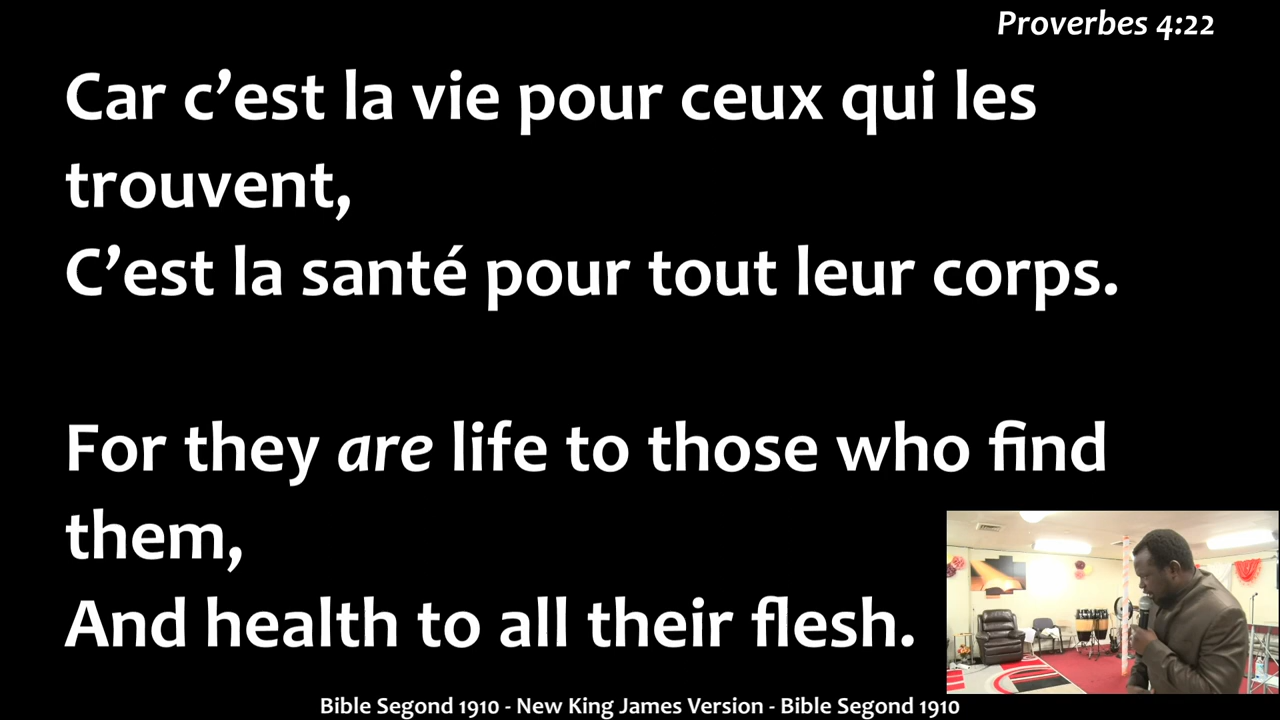 Proverbes 4:22
Car c’est la vie pour ceux qui les
trouvent,
C’est la santé pour tout leur corps.
For they are life to those who find
them,
And health to all their flesh.
Bible Segond 1910 - New King James Version - Bible Segond 1910